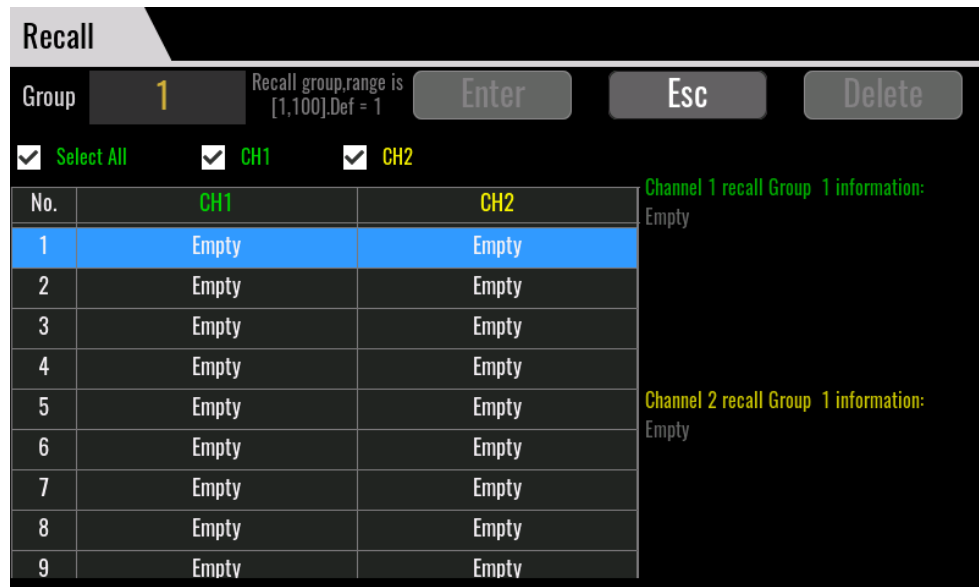 Recall
Group 1 Recall group,range is
[1,100].Def = 1
Enter Esc Delete
Select All CH1 CH2
No. CH1 CH2
1 Empty Empty
2 Empty Empty
3 Empty Empty
4 Empty Empty
5 Empty Empty
6 Empty Empty
7 Empty Empty
8 Empty Empty
9 Empty Empty
Channel 1 recall Group 1 information:
Empty
Channel 2 recall Group 1 information:
Empty